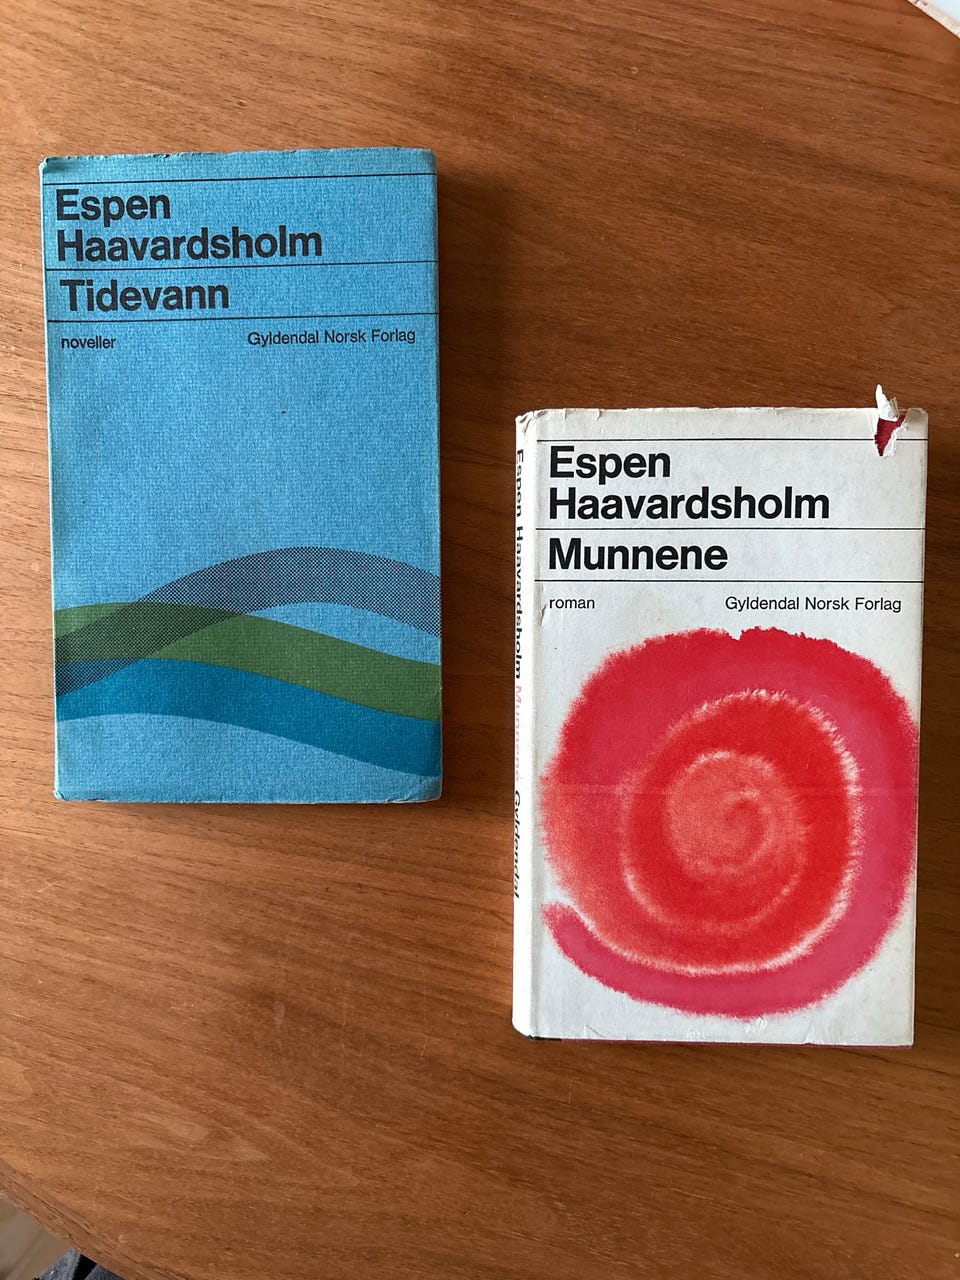 Espen
Haavardsholm
Tidevann
noveller Gyldendal Norsk Forlag
Espen
Haavardsholm
Munnene
roman Gyldendal Norsk Forlag
Espen Haavardsholm Munnene Gyldendal